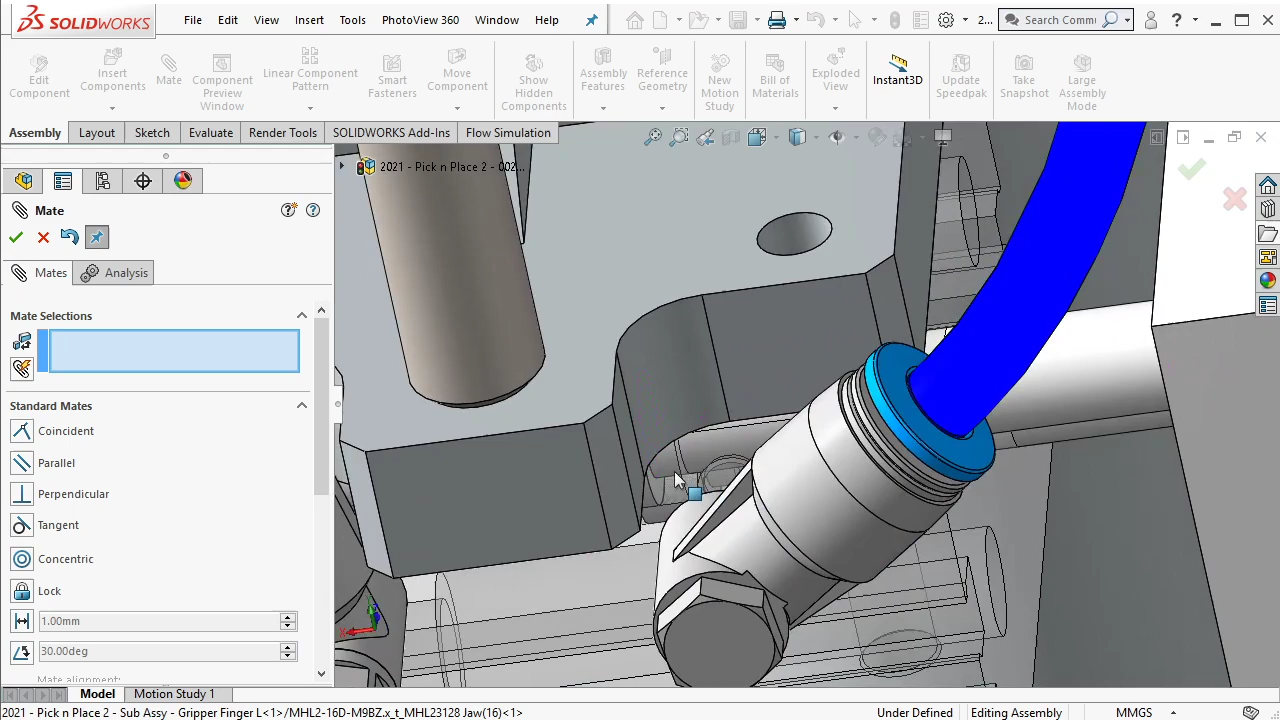 SOLIDWORKS
File Edit View Insert Tools PhotoView 360 Window Help
2...
Search Commu
Edit Component
Insert Components
Mate
Component Preview Window
Linear Component Pattern
Smart Fasteners
Move Component
Show Hidden Components
Assembly Features
Reference Geometry
New Motion Study
Bill of Materials
Exploded View
Instant3D
Update Speedpak
Take Snapshot
Large Assembly Mode
Assembly Layout Sketch Evaluate Render Tools SOLIDWORKS Add-Ins Flow Simulation
2021 - Pick n Place 2 - 002...
Mate
Mates Analysis
Mate Selections
Standard Mates
Coincident
Parallel
Perpendicular
Tangent
Concentric
Lock
1.00mm
30.00deg
Mate alignment:
X
Model Motion Study 1
2021 - Pick n Place 2 - Sub Assy - Gripper Finger L<1>/MHL2-16D-M9BZ.x_t_MHL23128 Jaw(16)<1> Under Defined Editing Assembly MMGS